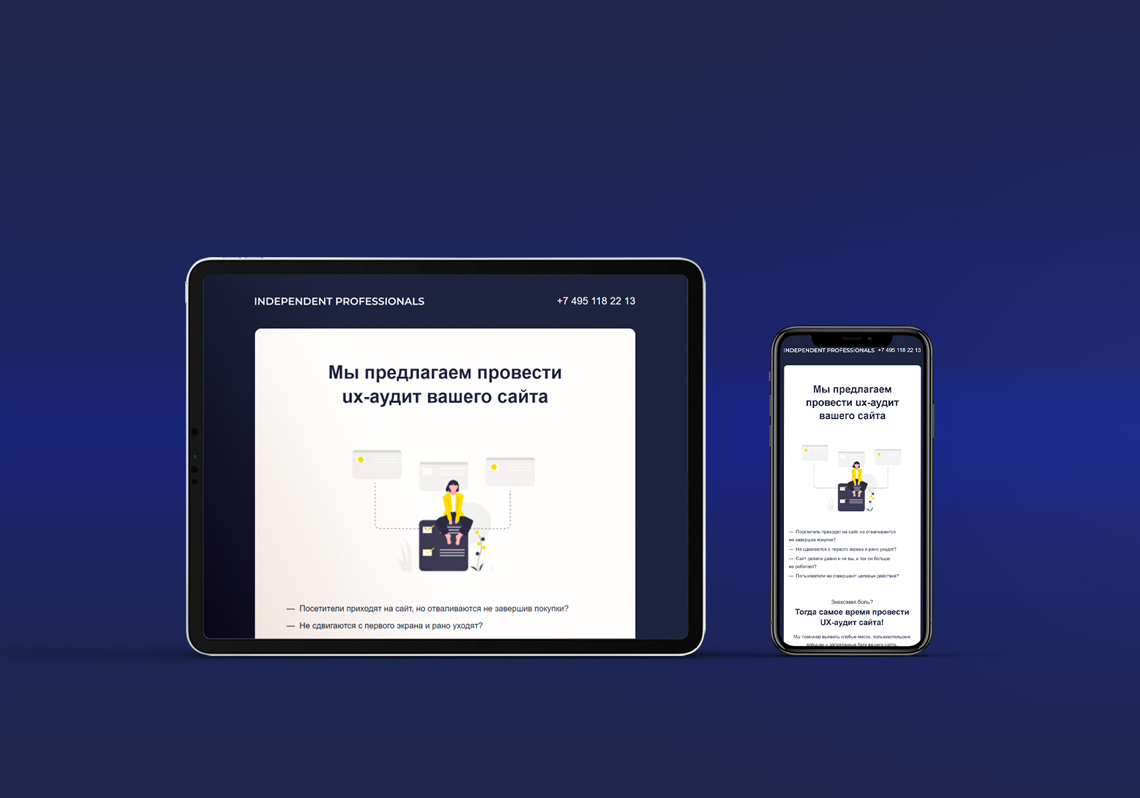 INDEPENDENT PROFESSIONALS
+7 495 118 22 13
Мы предлагаем провести
ux-аудит вашего сайта
— Посетители приходят на сайт, но отваливаются не завершив покупки?
— Не сдвигаются с первого экрана и рано уходят?
INDEPENDENT PROFESSIONALS +7 495 118 22 13
Мы предлагаем
провести ux-аудит
вашего сайта
— Посетители приходят на сайт, но отваливаются
не завершив покупки?
— Не сдвигаются с первого экрана и рано уходят?
— Сайт делали давно и не вы, и так он больше
не работает?
— Пользователи не совершают целевых действий?
Знакомая боль?
Тогда самое время провести
UX-аудит сайта!
Мы поможем выявить слабые места, пользовательские